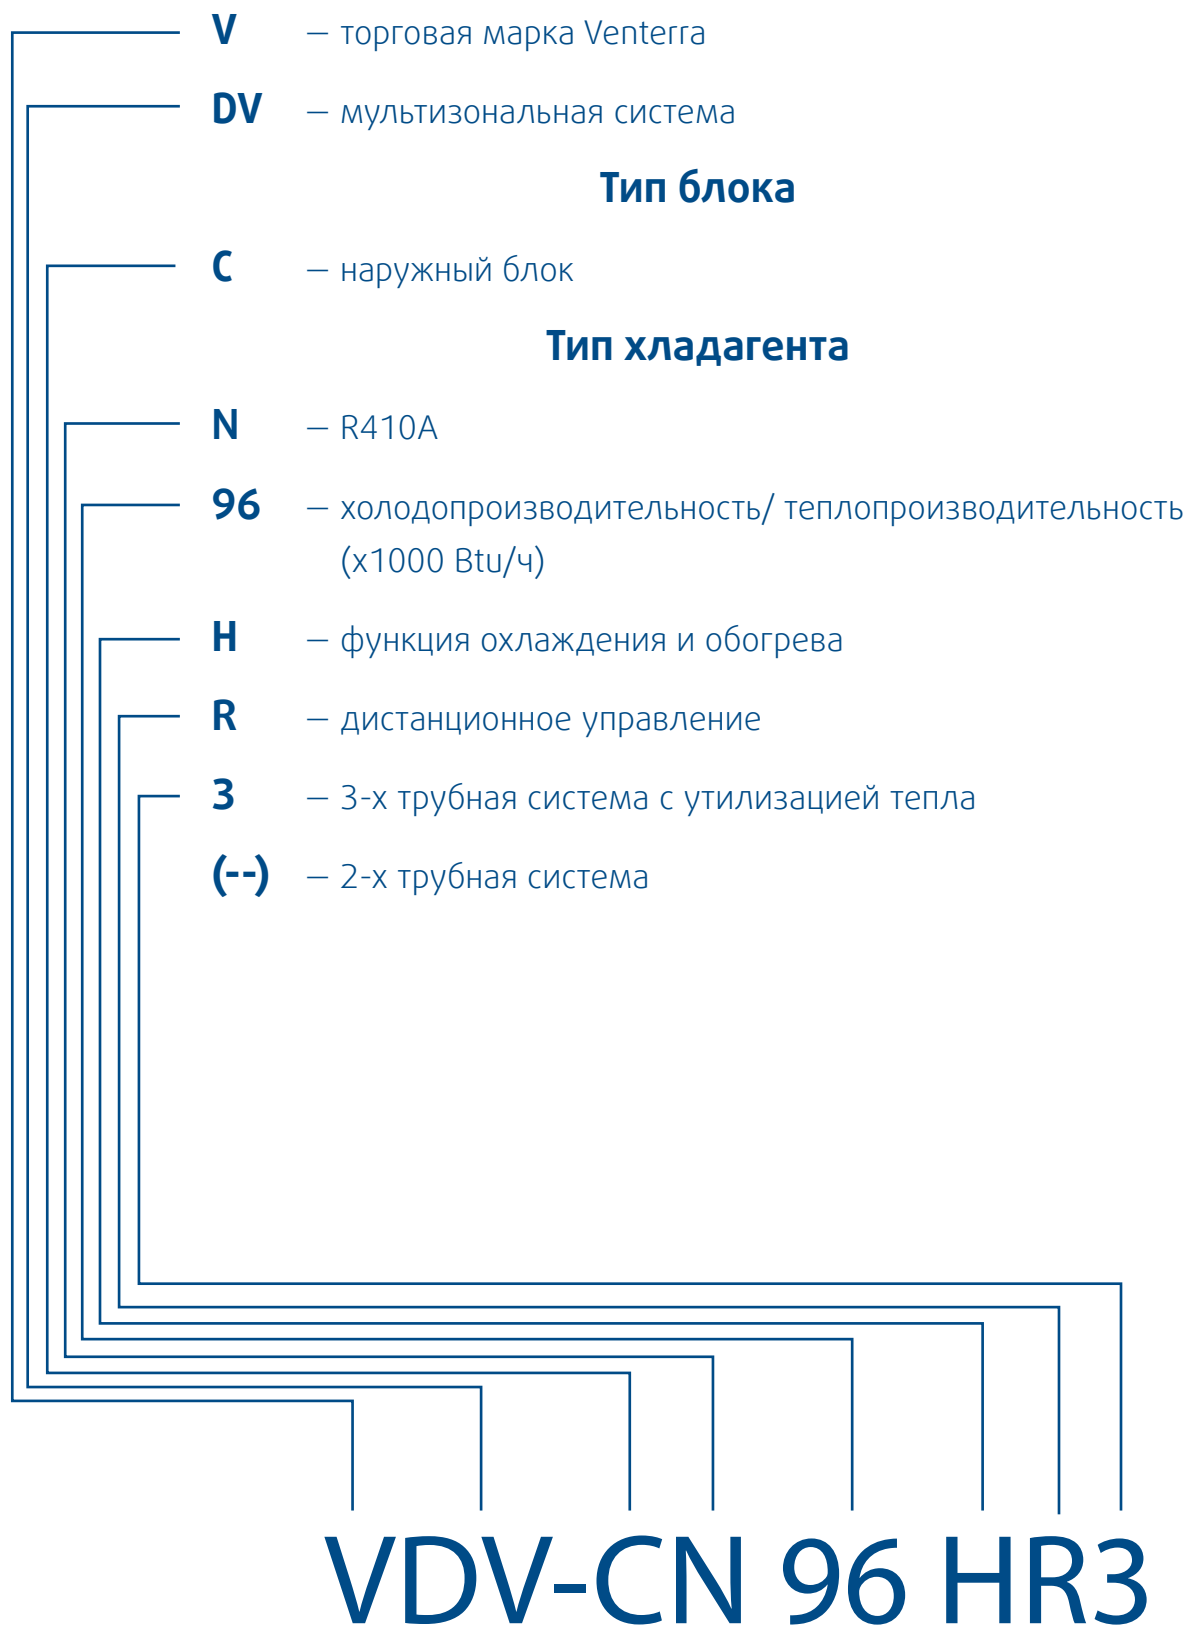 V – торговая марка Venterra
DV – мультизональная система
Тип блока
C – наружный блок
Тип хладагента
N – R410A
96 – холодопроизводительность/ теплопроизводительность
(х1000 Btu/ч)
H – функция охлаждения и обогрева
R – дистанционное управление
3 – 3-х трубная система с утилизацией тепла
(--) – 2-х трубная система
VDV-CN 96 HR3